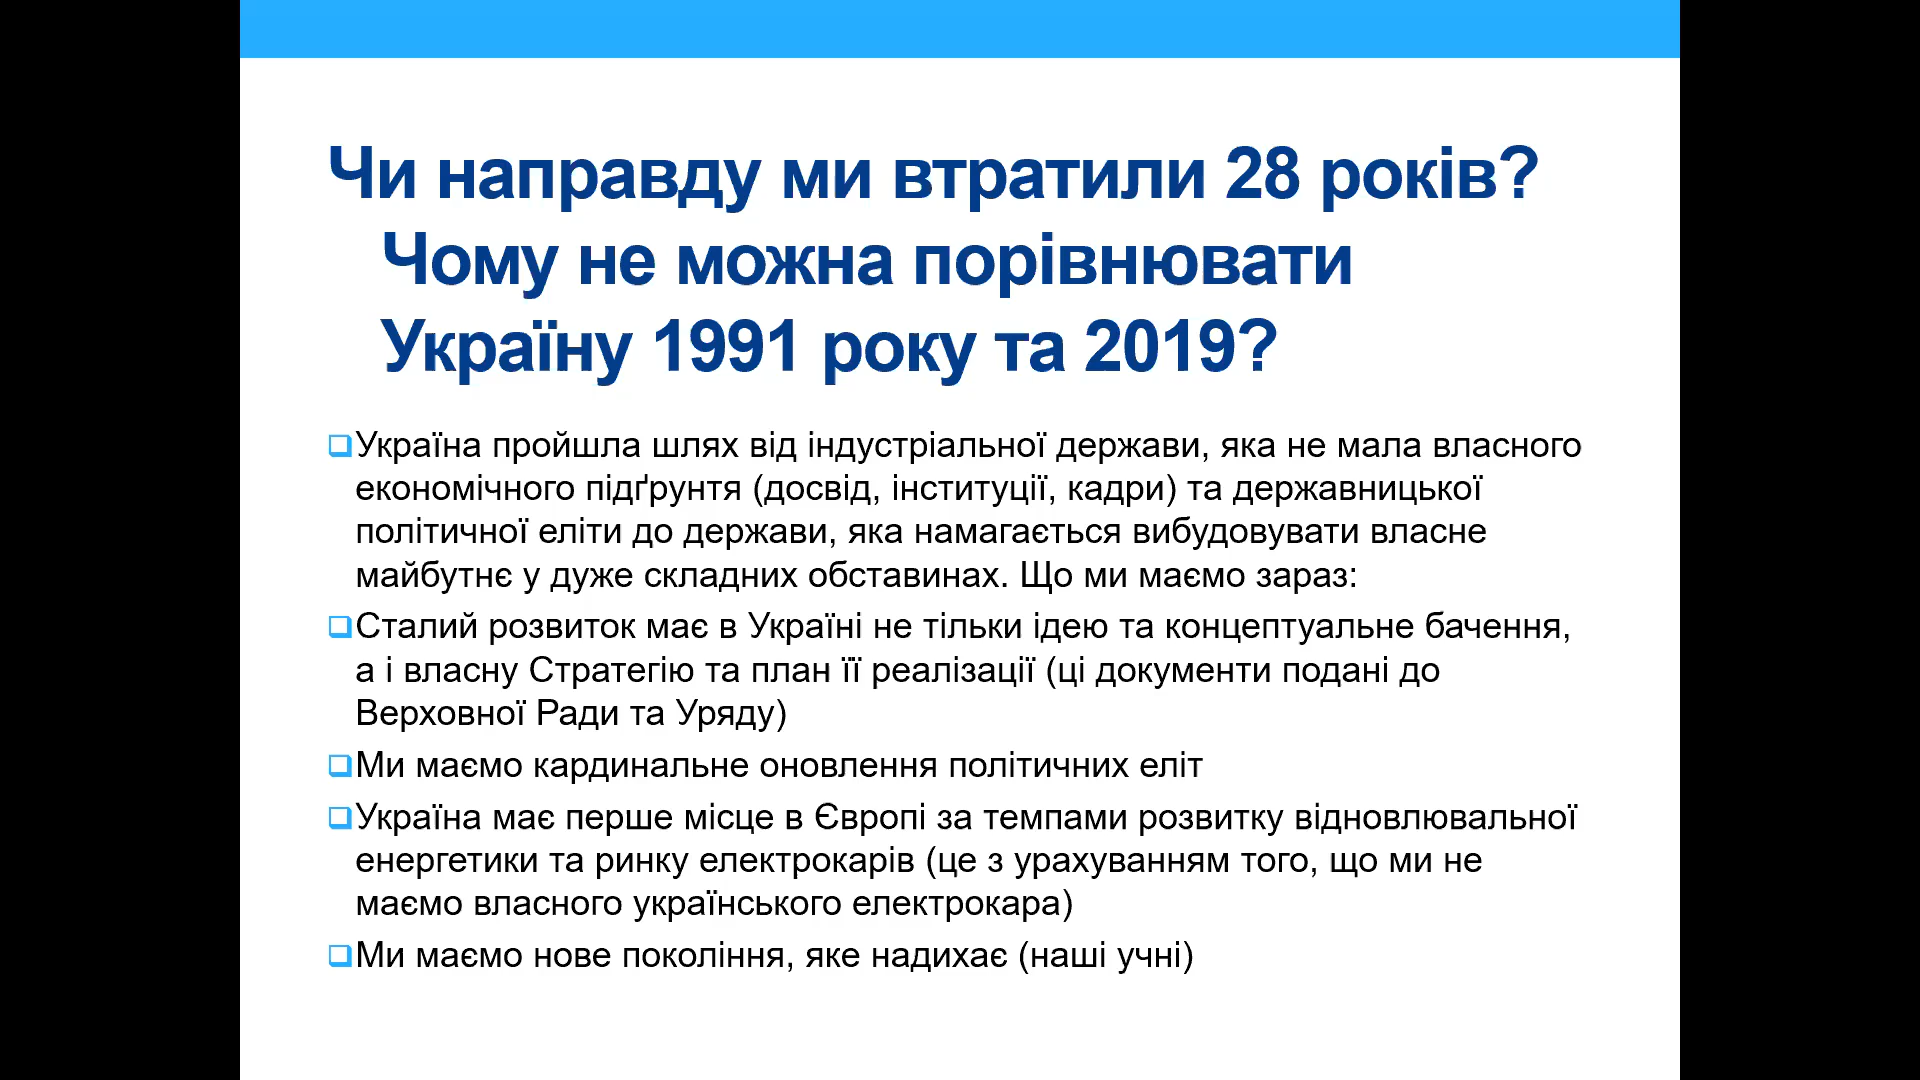 Чи направду ми втратили 28 років?
Чому не можна порівнювати
Україну 1991 року та 2019?
Україна пройшла шлях від індустріальної держави, яка не мала власного
економічного підґрунтя (досвід, інституції, кадри) та державницької
політичної еліти до держави, яка намагається вибудовувати власне
майбутнє у дуже складних обставинах. Що ми маємо зараз:
Сталий розвиток має в Україні не тільки ідею та концептуальне бачення,
а і власну Стратегію та план її реалізації (ці документи подані до
Верховної Ради та Уряду)
Ми маємо кардинальне оновлення політичних еліт
Україна має перше місце в Європі за темпами розвитку відновлювальної
енергетики та ринку електрокарів (це з урахуванням того, що ми не
маємо власного українського електрокара)
Ми маємо нове покоління, яке надихає (наші учні)